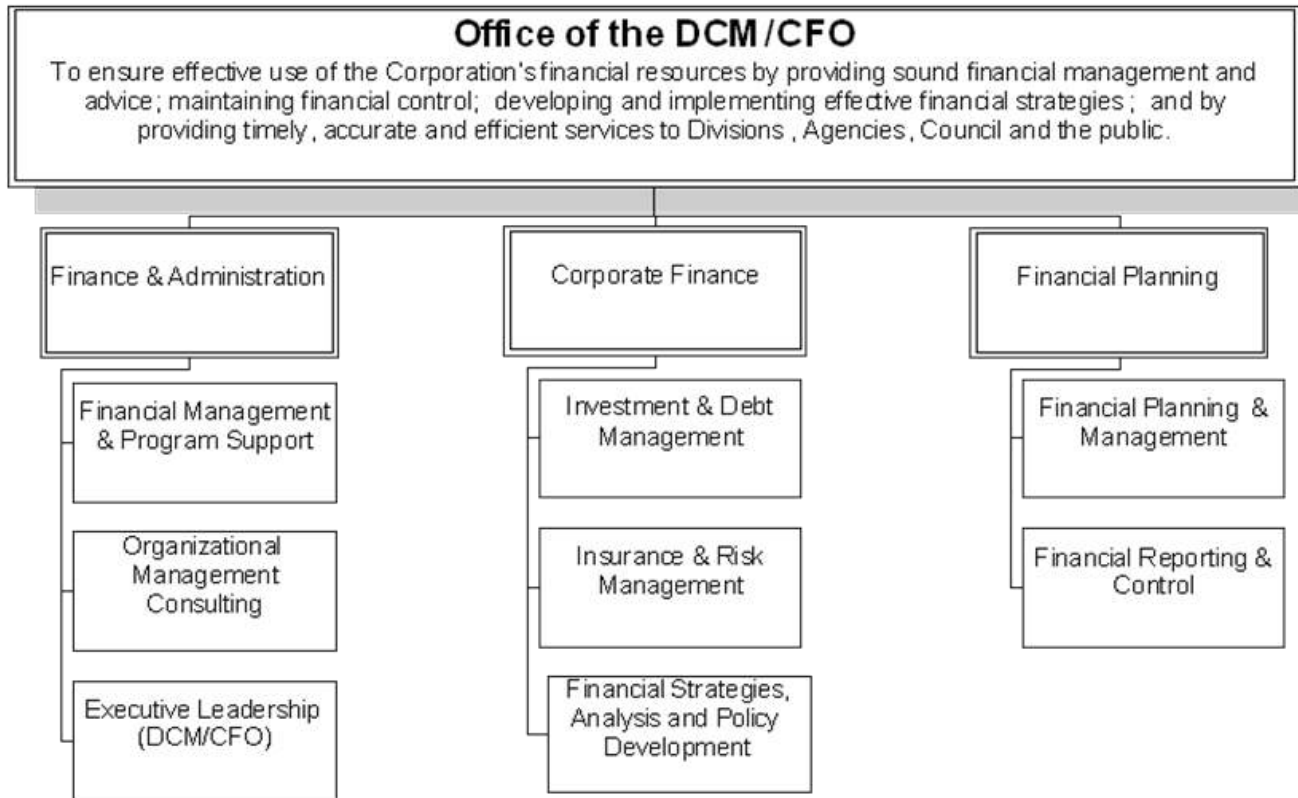 Office of the DCM/CFO
To ensure effective use of the Corporation's financial resources by providing sound financial management and
advice; maintaining financial control; developing and implementing effective financial strategies; and by
providing timely, accurate and efficient services to Divisions, Agencies, Council and the public.
Finance & Administration
Corporate Finance
Financial Planning
Financial Management
& Program Support
Organizational
Management
Consulting
Executive Leadership
(DCM/CFO)
Investment & Debt
Management
Insurance & Risk
Management
Financial Strategies,
Analysis and Policy
Development
Financial Planning &
Management
Financial Reporting &
Control